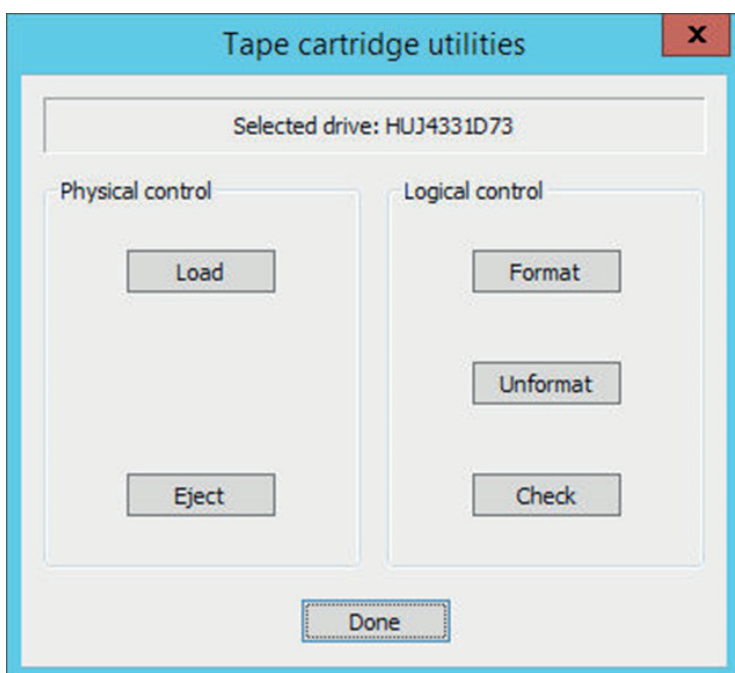 Tape cartridge utilities
x
Selected drive: HUJ4331D73
Physical control
Load
Eject
Logical control
Format
Unformat
Check
Done